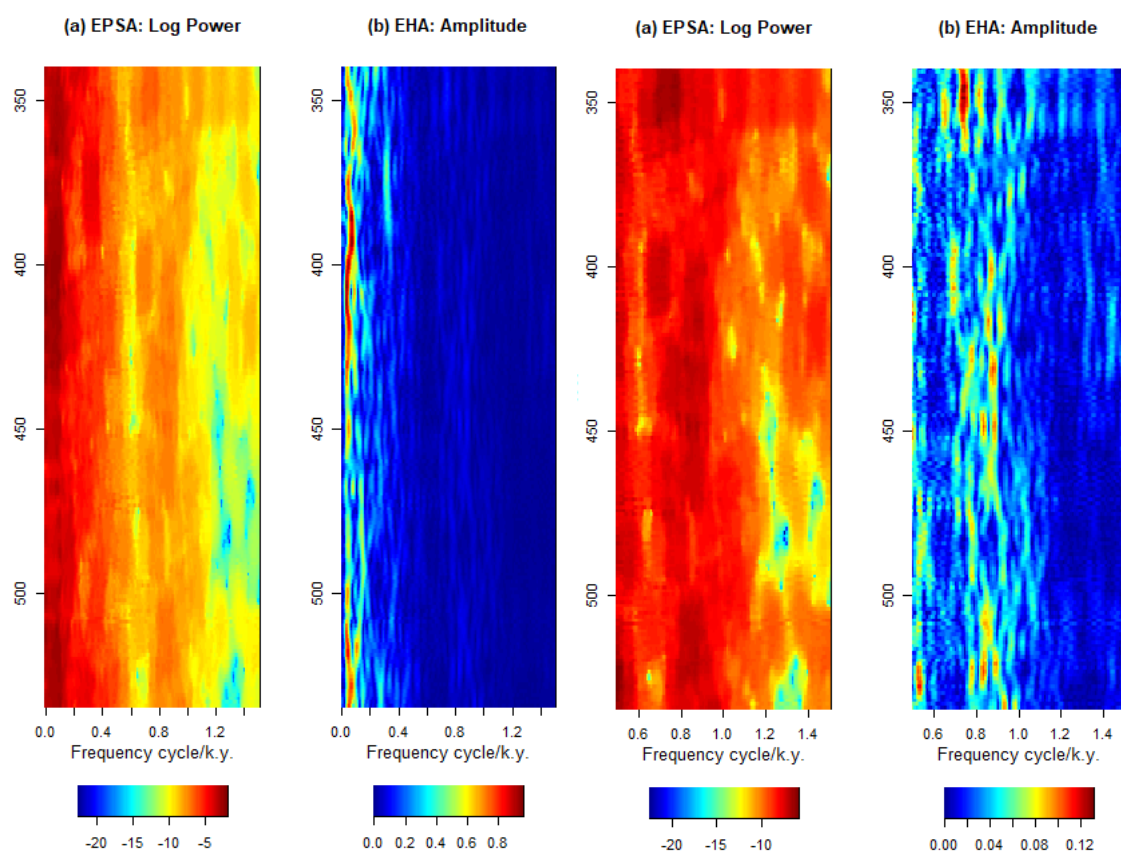 (a) EPSA: Log Power
(b) EHA: Amplitude
(a) EPSA: Log Power
(b) EHA: Amplitude
350
400
450
500
350
400
450
500
350
400
450
500
350
400
450
500
0.0 0.4 0.8 1.2
0.0 0.4 0.8 1.2
0.6 0.8 1.0 1.2 1.4
0.6 0.8 1.0 1.2 1.4
Frequency cycle/k.y.
Frequency cycle/k.y.
Frequency cycle/k.y.
Frequency cycle/k.y.
-20 -15 -10 -5
0.0 0.2 0.4 0.6 0.8
-20 -15 -10
0.00 0.04 0.08 0.12